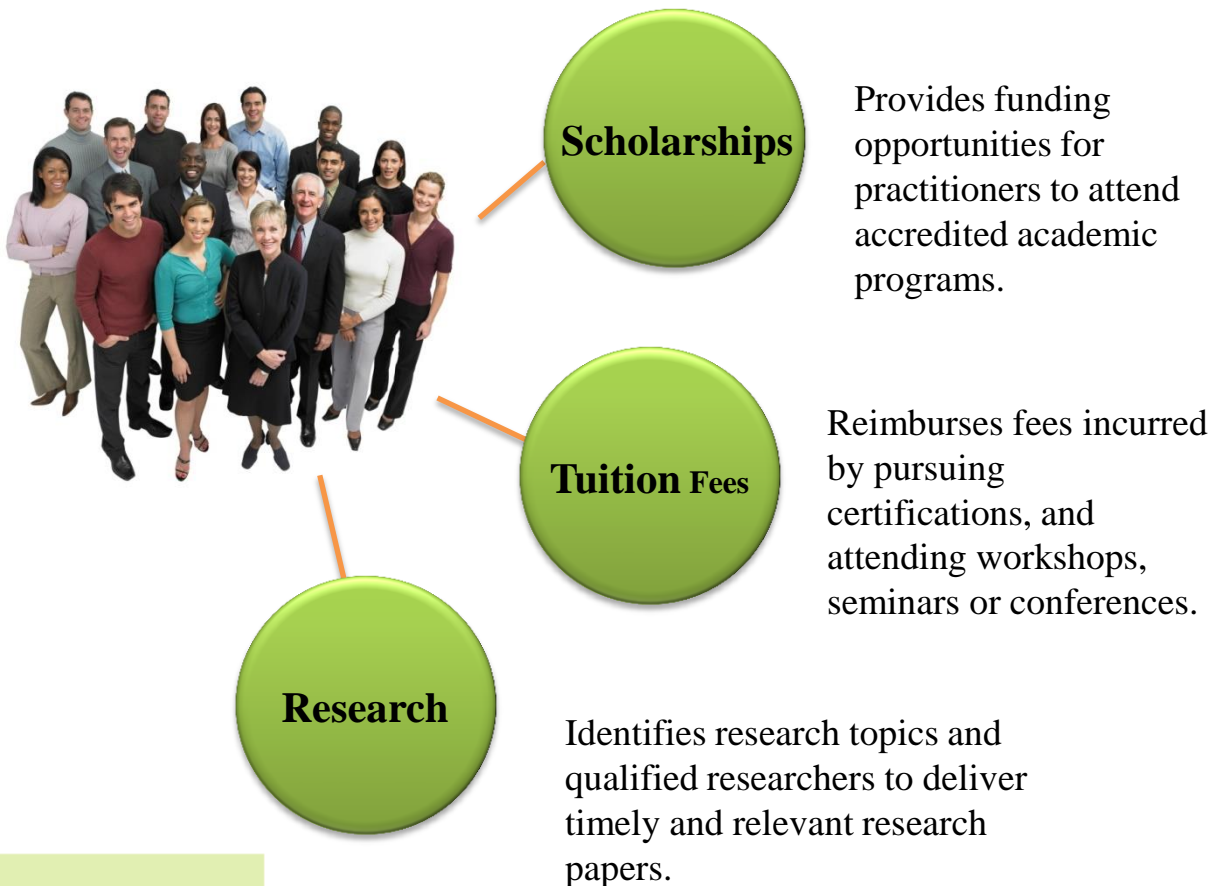 Scholarships
Provides funding
opportunities for
practitioners to attend
accredited academic
programs.
Tuition Fees
Reimburses fees incurred
by pursuing
certifications, and
attending workshops,
seminars or conferences.
Research
Identifies research topics and
qualified researchers to deliver
timely and relevant research
papers.